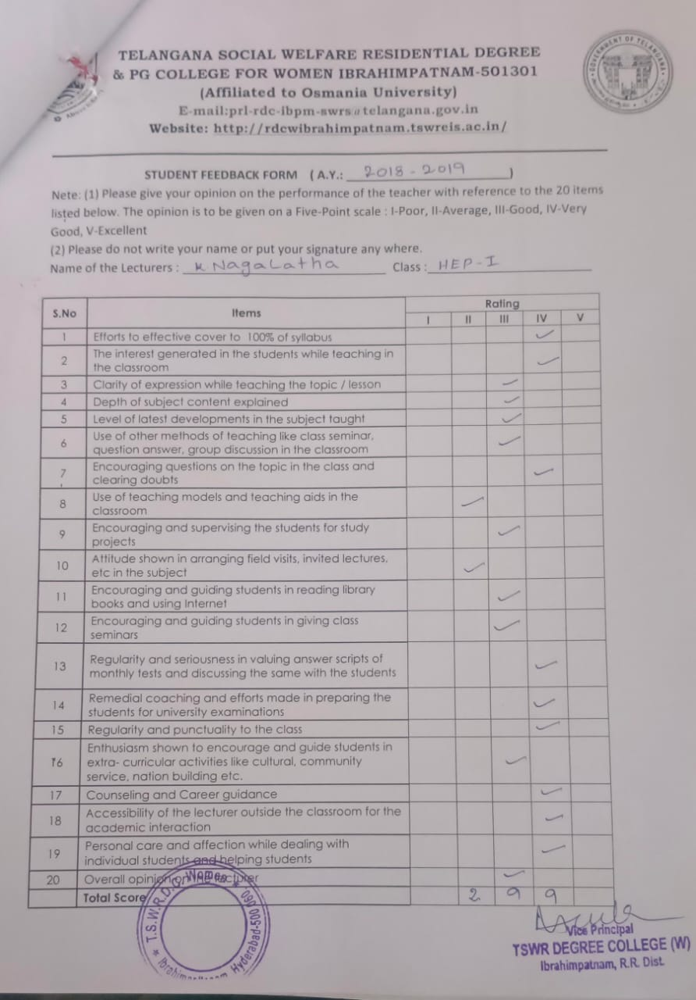 TELANGANA SOCIAL WELFARE RESIDENTIAL DEGREE
& PG COLLEGE FOR WOMEN IBRAHIMPATNAM-501301
(Affiliated to Osmania University)
E-mail:prl-rdc-ibpm-swrs@telangana.gov.in
Website: http://rdcwibrahimpatnam.tswreis.ac.in/
GOVERNMENT OF TELANGANA
STUDENT FEEDBACK FORM ( A.Y.: 2018 - 2019 )
Nete: (1) Please give your opinion on the performance of the teacher with reference to the 20 items
listed below. The opinion is to be given on a Five-Point scale : I-Poor, II-Average, III-Good, IV-Very
Good, V-Excellent
(2) Please do not write your name or put your signature any where.
Name of the Lecturers : K. NagaLatha Class : HEP-I
S.No Items Rating
I II III IV V
1 Efforts to effective cover to 100% of syllabus ✓
2 The interest generated in the students while teaching in
the classroom ✓
3 Clarity of expression while teaching the topic / lesson ✓
4 Depth of subject content explained ✓
5 Level of latest developments in the subject taught ✓
6 Use of other methods of teaching like class seminar,
question answer, group discussion in the classroom ✓
7 Encouraging questions on the topic in the class and
clearing doubts ✓
8 Use of teaching models and teaching aids in the
classroom ✓
9 Encouraging and supervising the students for study
projects ✓
10 Attitude shown in arranging field visits, invited lectures,
etc in the subject ✓
11 Encouraging and guiding students in reading library
books and using Internet ✓
12 Encouraging and guiding students in giving class
seminars ✓
13 Regularity and seriousness in valuing answer scripts of
monthly tests and discussing the same with the students ✓
14 Remedial coaching and efforts made in preparing the
students for university examinations ✓
15 Regularity and punctuality to the class ✓
16 Enthusiasm shown to encourage and guide students in
extra- curricular activities like cultural, community
service, nation building etc. ✓
17 Counseling and Career guidance ✓
18 Accessibility of the lecturer outside the classroom for the
academic interaction ✓
19 Personal care and affection while dealing with
individual students and helping students ✓
20 Overall opinion on the lecturer ✓
Total Score 2 9 9
T.S.W.R.D.C. Women
Hyderabad-500 060
Vice Principal
TSWR DEGREE COLLEGE (W)
Ibrahimpatnam, R.R. Dist.